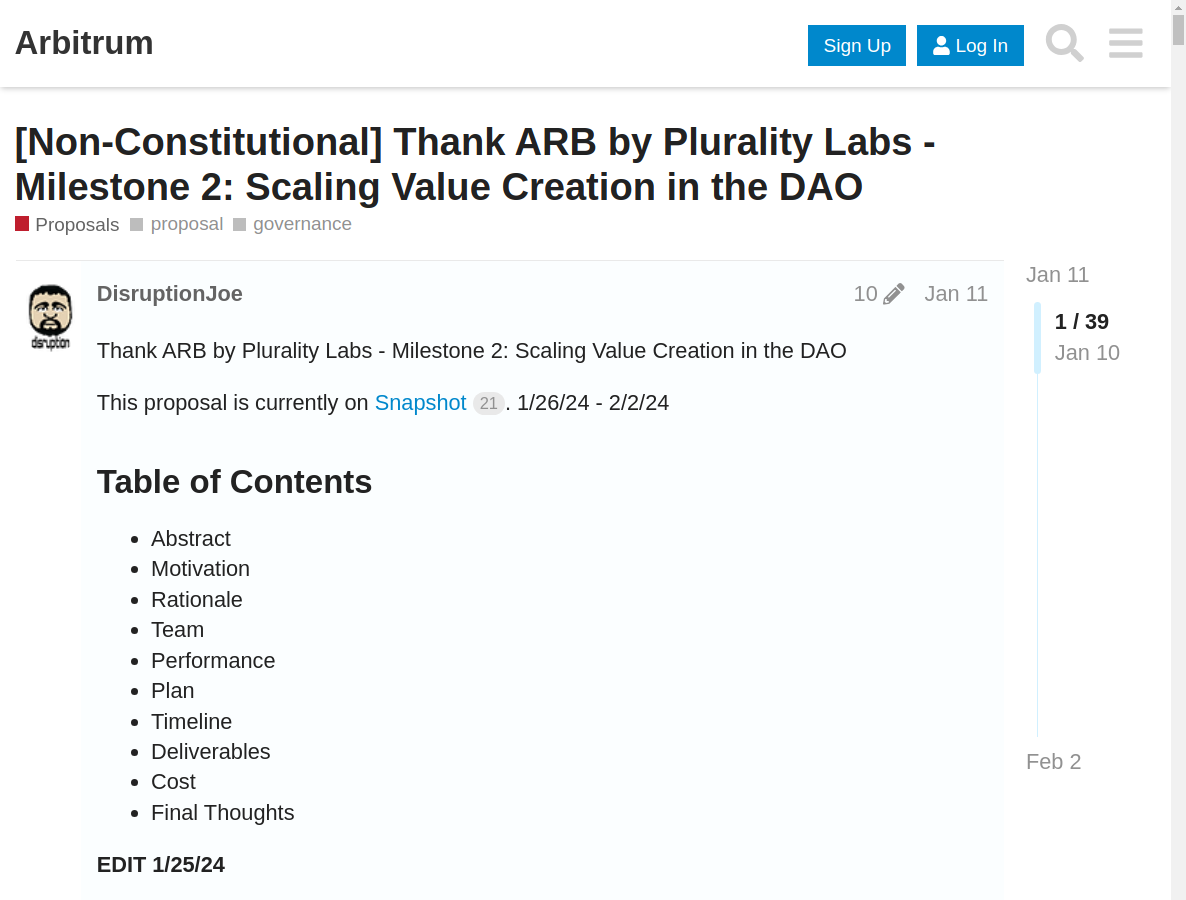 Arbitrum
Sign Up
Log In
[Non-Constitutional] Thank ARB by Plurality Labs -
Milestone 2: Scaling Value Creation in the DAO
Proposals proposal governance
DisruptionJoe
10
Jan 11
disruption
Thank ARB by Plurality Labs - Milestone 2: Scaling Value Creation in the DAO
This proposal is currently on Snapshot 21. 1/26/24 - 2/2/24
Table of Contents
Abstract
Motivation
Rationale
Team
Performance
Plan
Timeline
Deliverables
Cost
Final Thoughts
EDIT 1/25/24
Jan 11
1 / 39
Jan 10
Feb 2